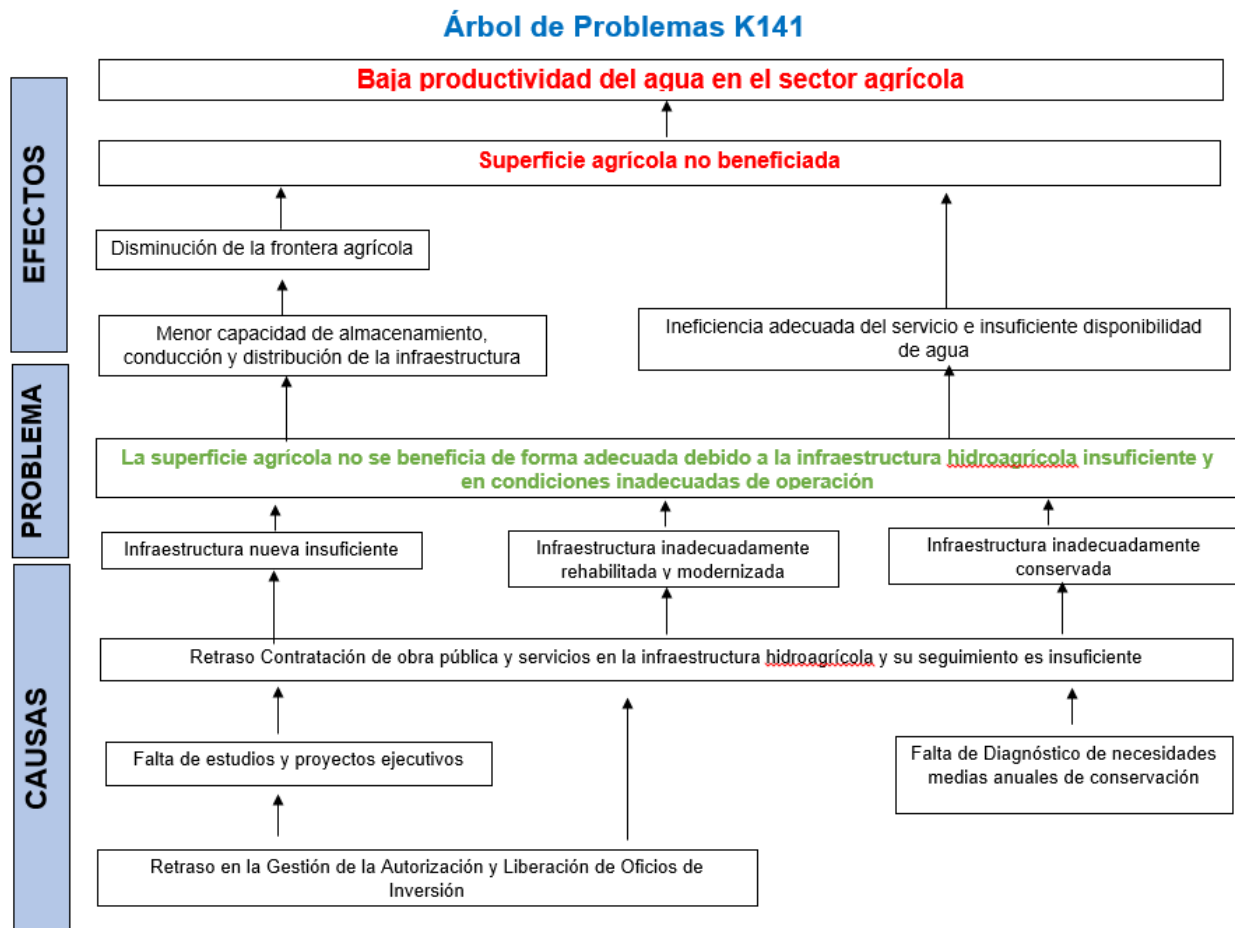 Árbol de Problemas K141
EFECTOS
Baja productividad del agua en el sector agrícola
Superficie agrícola no beneficiada
Disminución de la frontera agrícola
Menor capacidad de almacenamiento,
conducción y distribución de la infraestructura
Ineficiencia adecuada del servicio e insuficiente disponibilidad
de agua
PROBLEMA
La superficie agrícola no se beneficia de forma adecuada debido a la infraestructura hidroagrícola insuficiente y
en condiciones inadecuadas de operación
Infraestructura nueva insuficiente
Infraestructura inadecuadamente
rehabilitada y modernizada
Infraestructura inadecuadamente
conservada
CAUSAS
Retraso Contratación de obra pública y servicios en la infraestructura hidroagrícola y su seguimiento es insuficiente
Falta de estudios y proyectos ejecutivos
Falta de Diagnóstico de necesidades
medias anuales de conservación
Retraso en la Gestión de la Autorización y Liberación de Oficios de
Inversión